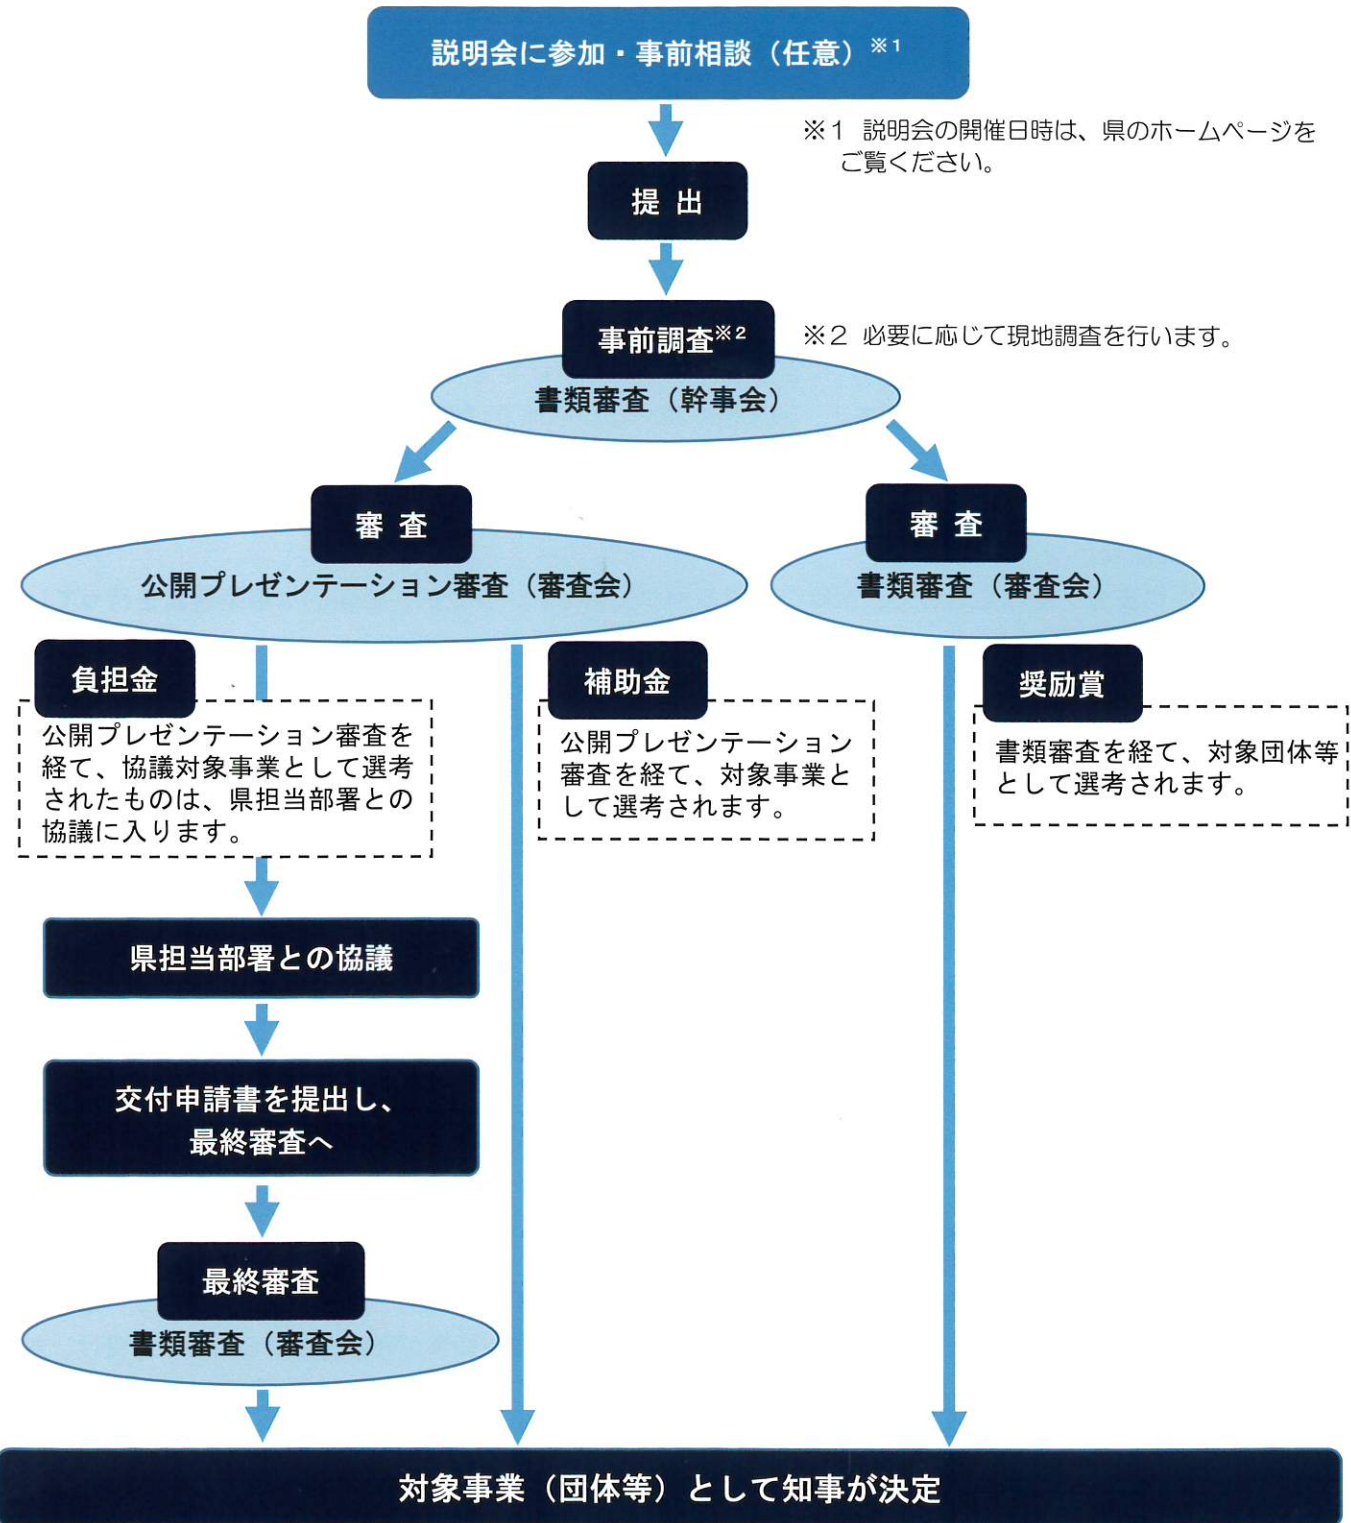 説明会に参加・事前相談（任意）※1
※1 説明会の開催日時は、県のホームページを
ご覧ください。
提 出
事前調査※2
※2 必要に応じて現地調査を行います。
書類審査（幹事会）
審 査
公開プレゼンテーション審査（審査会）
審 査
書類審査（審査会）
負担金
公開プレゼンテーション審査を
経て、協議対象事業として選考
されたものは、県担当部署との
協議に入ります。
補助金
公開プレゼンテーション
審査を経て、対象事業と
して選考されます。
奨励賞
書類審査を経て、対象団体等
として選考されます。
県担当部署との協議
交付申請書を提出し、
最終審査へ
最終審査
書類審査（審査会）
対象事業（団体等）として知事が決定